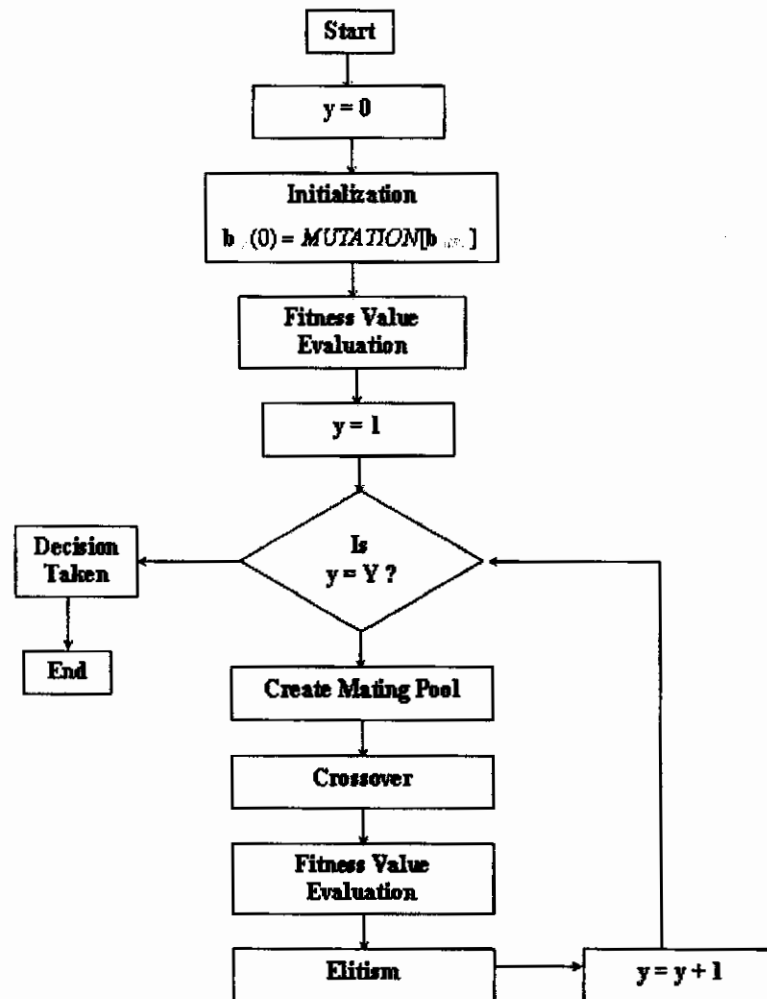 Start
y = 0
Initialization
b (0) = MUTATION[b ]
Fitness Value
Evaluation
y = 1
Is
y = Y ?
Decision
Taken
End
Create Mating Pool
Crossover
Fitness Value
Evaluation
Elitism
y = y + 1